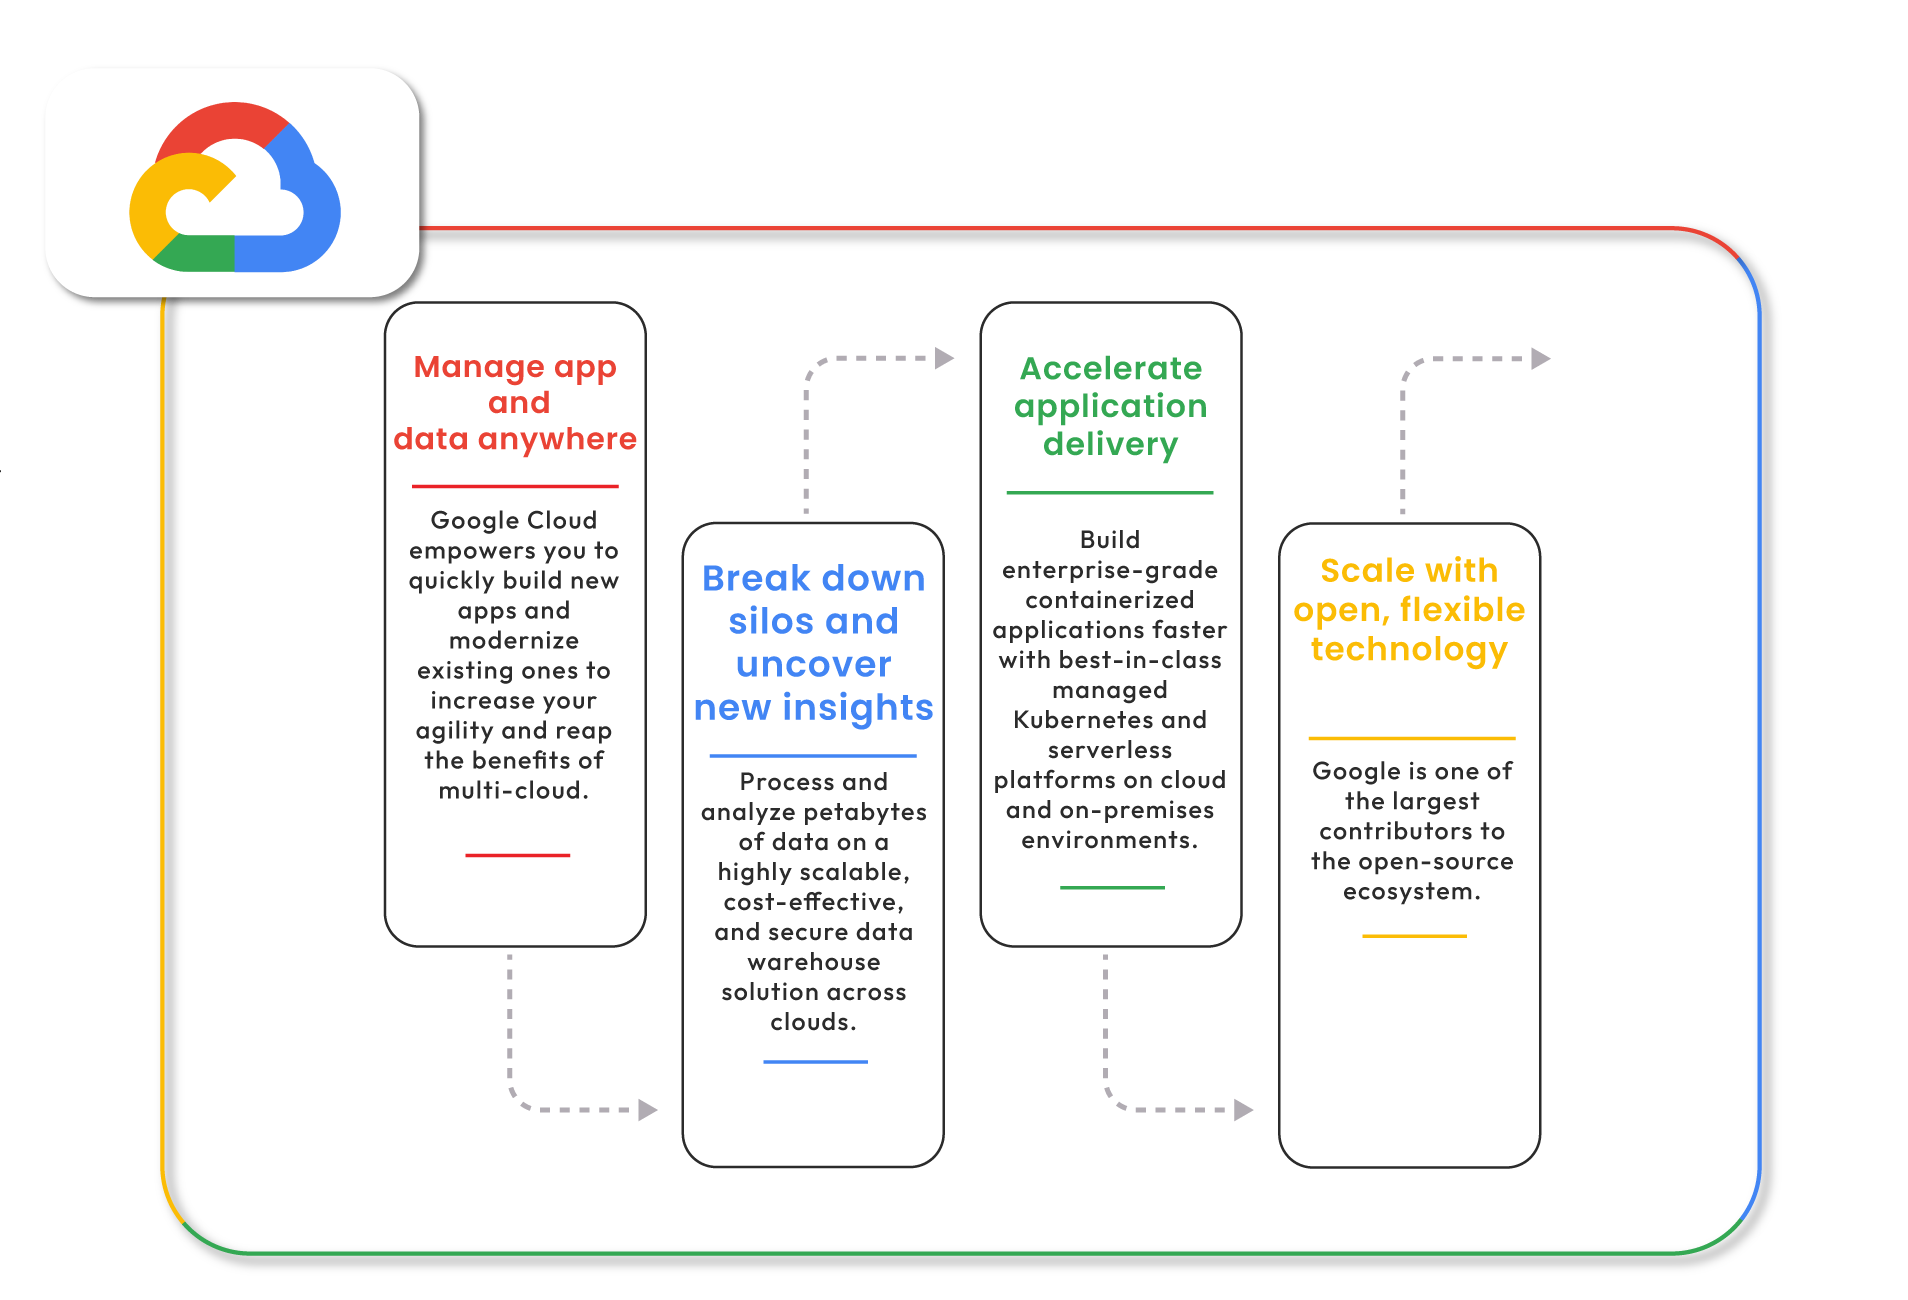 Manage app
and
data anywhere
Google Cloud
empowers you to
quickly build new
apps and
modernize
existing ones to
increase your
agility and reap
the benefits of
multi-cloud.
Break down
silos and
uncover
new insights
Process and
analyze petabytes
of data on a
highly scalable,
cost-effective,
and secure data
warehouse
solution across
clouds.
Accelerate
application
delivery
Build
enterprise-grade
containerized
applications faster
with best-in-class
managed
Kubernetes and
serverless
platforms on cloud
and on-premises
environments.
Scale with
open, flexible
technology
Google is one of
the largest
contributors to
the open-source
ecosystem.